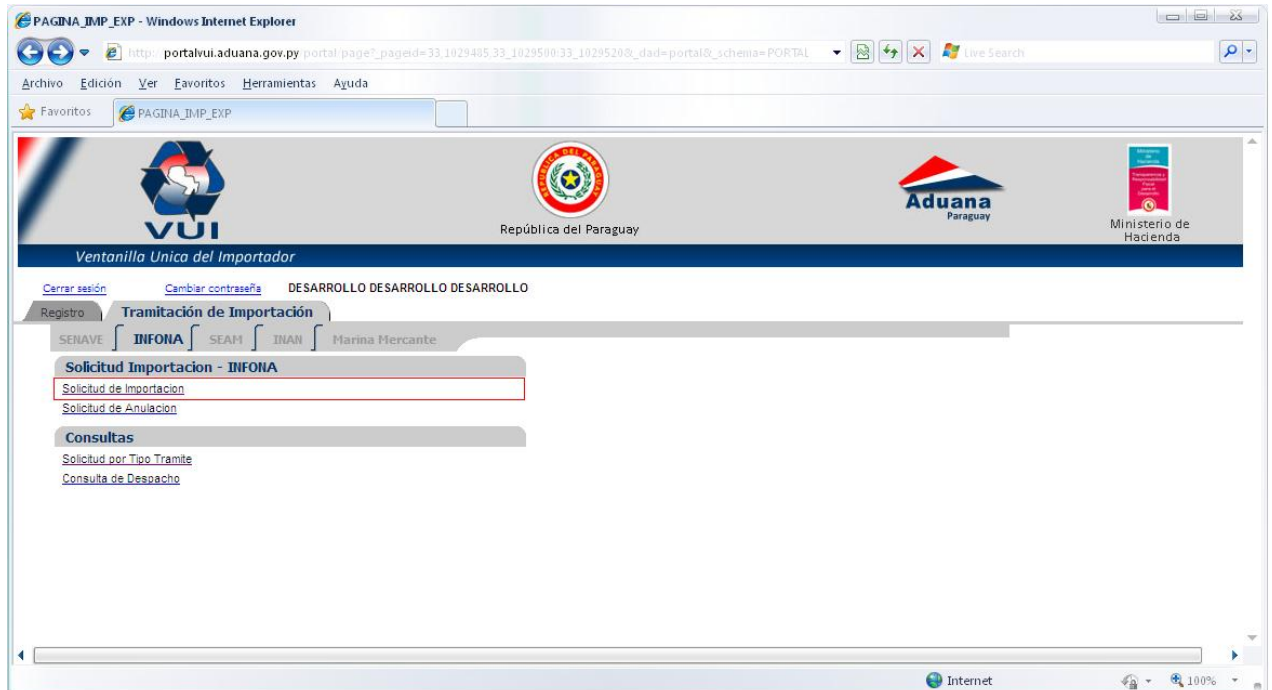 PAGINA_IMP_EXP - Windows Internet Explorer
http: portalvui.aduana.gov.py portal/page?_pageid=33,1029485,33_1029500:33_1029520&_dad=portal&_schema=PORTAL
Live Search
Archivo Edición Ver Favoritos Herramientas Ayuda
Favoritos PAGINA_IMP_EXP
REPUBLICA DEL PARAGUAY
VUI
República del Paraguay
Aduana
Paraguay
Ministerio de
Hacienda
Ventanilla Unica del Importador
Cerrar sesión Cambiar contraseña DESARROLLO DESARROLLO DESARROLLO
Registro Tramitación de Importación
SENAVE INFONA SEAM INAN Marina Mercante
Solicitud Importacion - INFONA
Solicitud de Importacion
Solicitud de Anulacion
Consultas
Solicitud por Tipo Tramite
Consulta de Despacho
Internet 100%